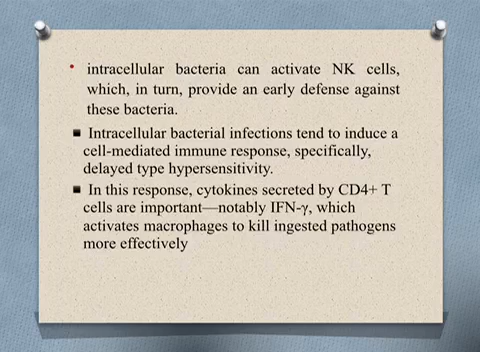 • intracellular bacteria can activate NK cells,
which, in turn, provide an early defense against
these bacteria.
▪ Intracellular bacterial infections tend to induce a
cell-mediated immune response, specifically,
delayed type hypersensitivity.
▪ In this response, cytokines secreted by CD4+ T
cells are important—notably IFN-γ, which
activates macrophages to kill ingested pathogens
more effectively